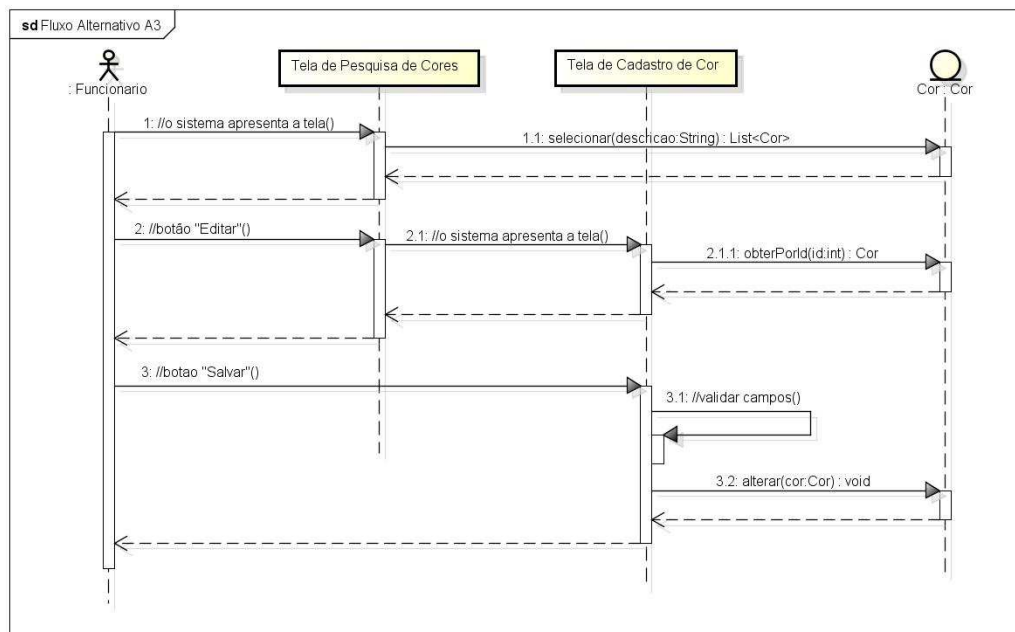 sd Fluxo Alternativo A3
: Funcionario
Tela de Pesquisa de Cores
Tela de Cadastro de Cor
Cor : Cor
1: //o sistema apresenta a tela()
1.1: selecionar(descricao:String) : List<Cor>
2: //botão "Editar"()
2.1: //o sistema apresenta a tela()
2.1.1: obterPorId(id:int) : Cor
3: //botao "Salvar"()
3.1: //validar campos()
3.2: alterar(cor:Cor) : void